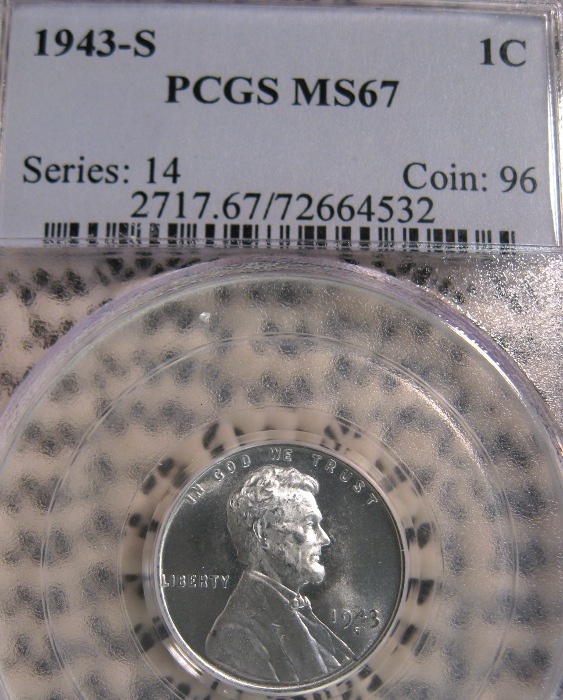 1943-S 1C
PCGS MS67
Series: 14 Coin: 96
2717.67/72664532
IN GOD WE TRUST
LIBERTY
1943
S